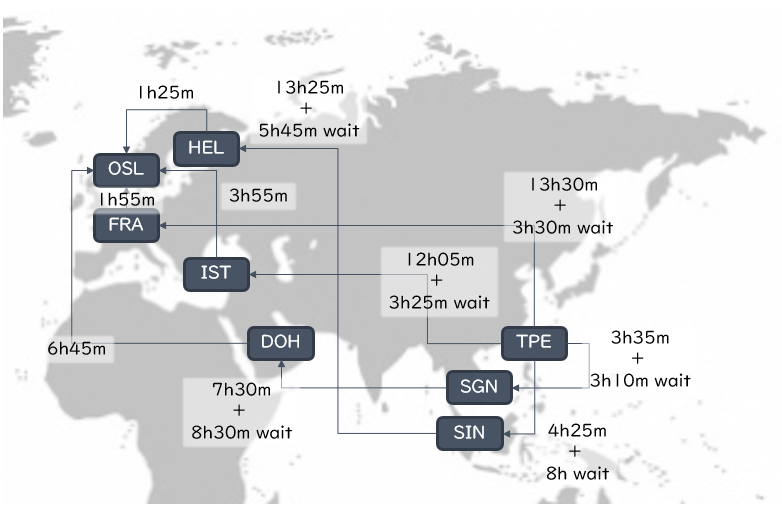 1h25m
13h25m
+
5h45m wait
HEL
OSL
1h55m
3h55m
13h30m
+
3h30m wait
FRA
12h05m
+
3h25m wait
IST
6h45m
DOH
TPE
3h35m
+
3h10m wait
SGN
7h30m
+
8h30m wait
SIN
4h25m
+
8h wait